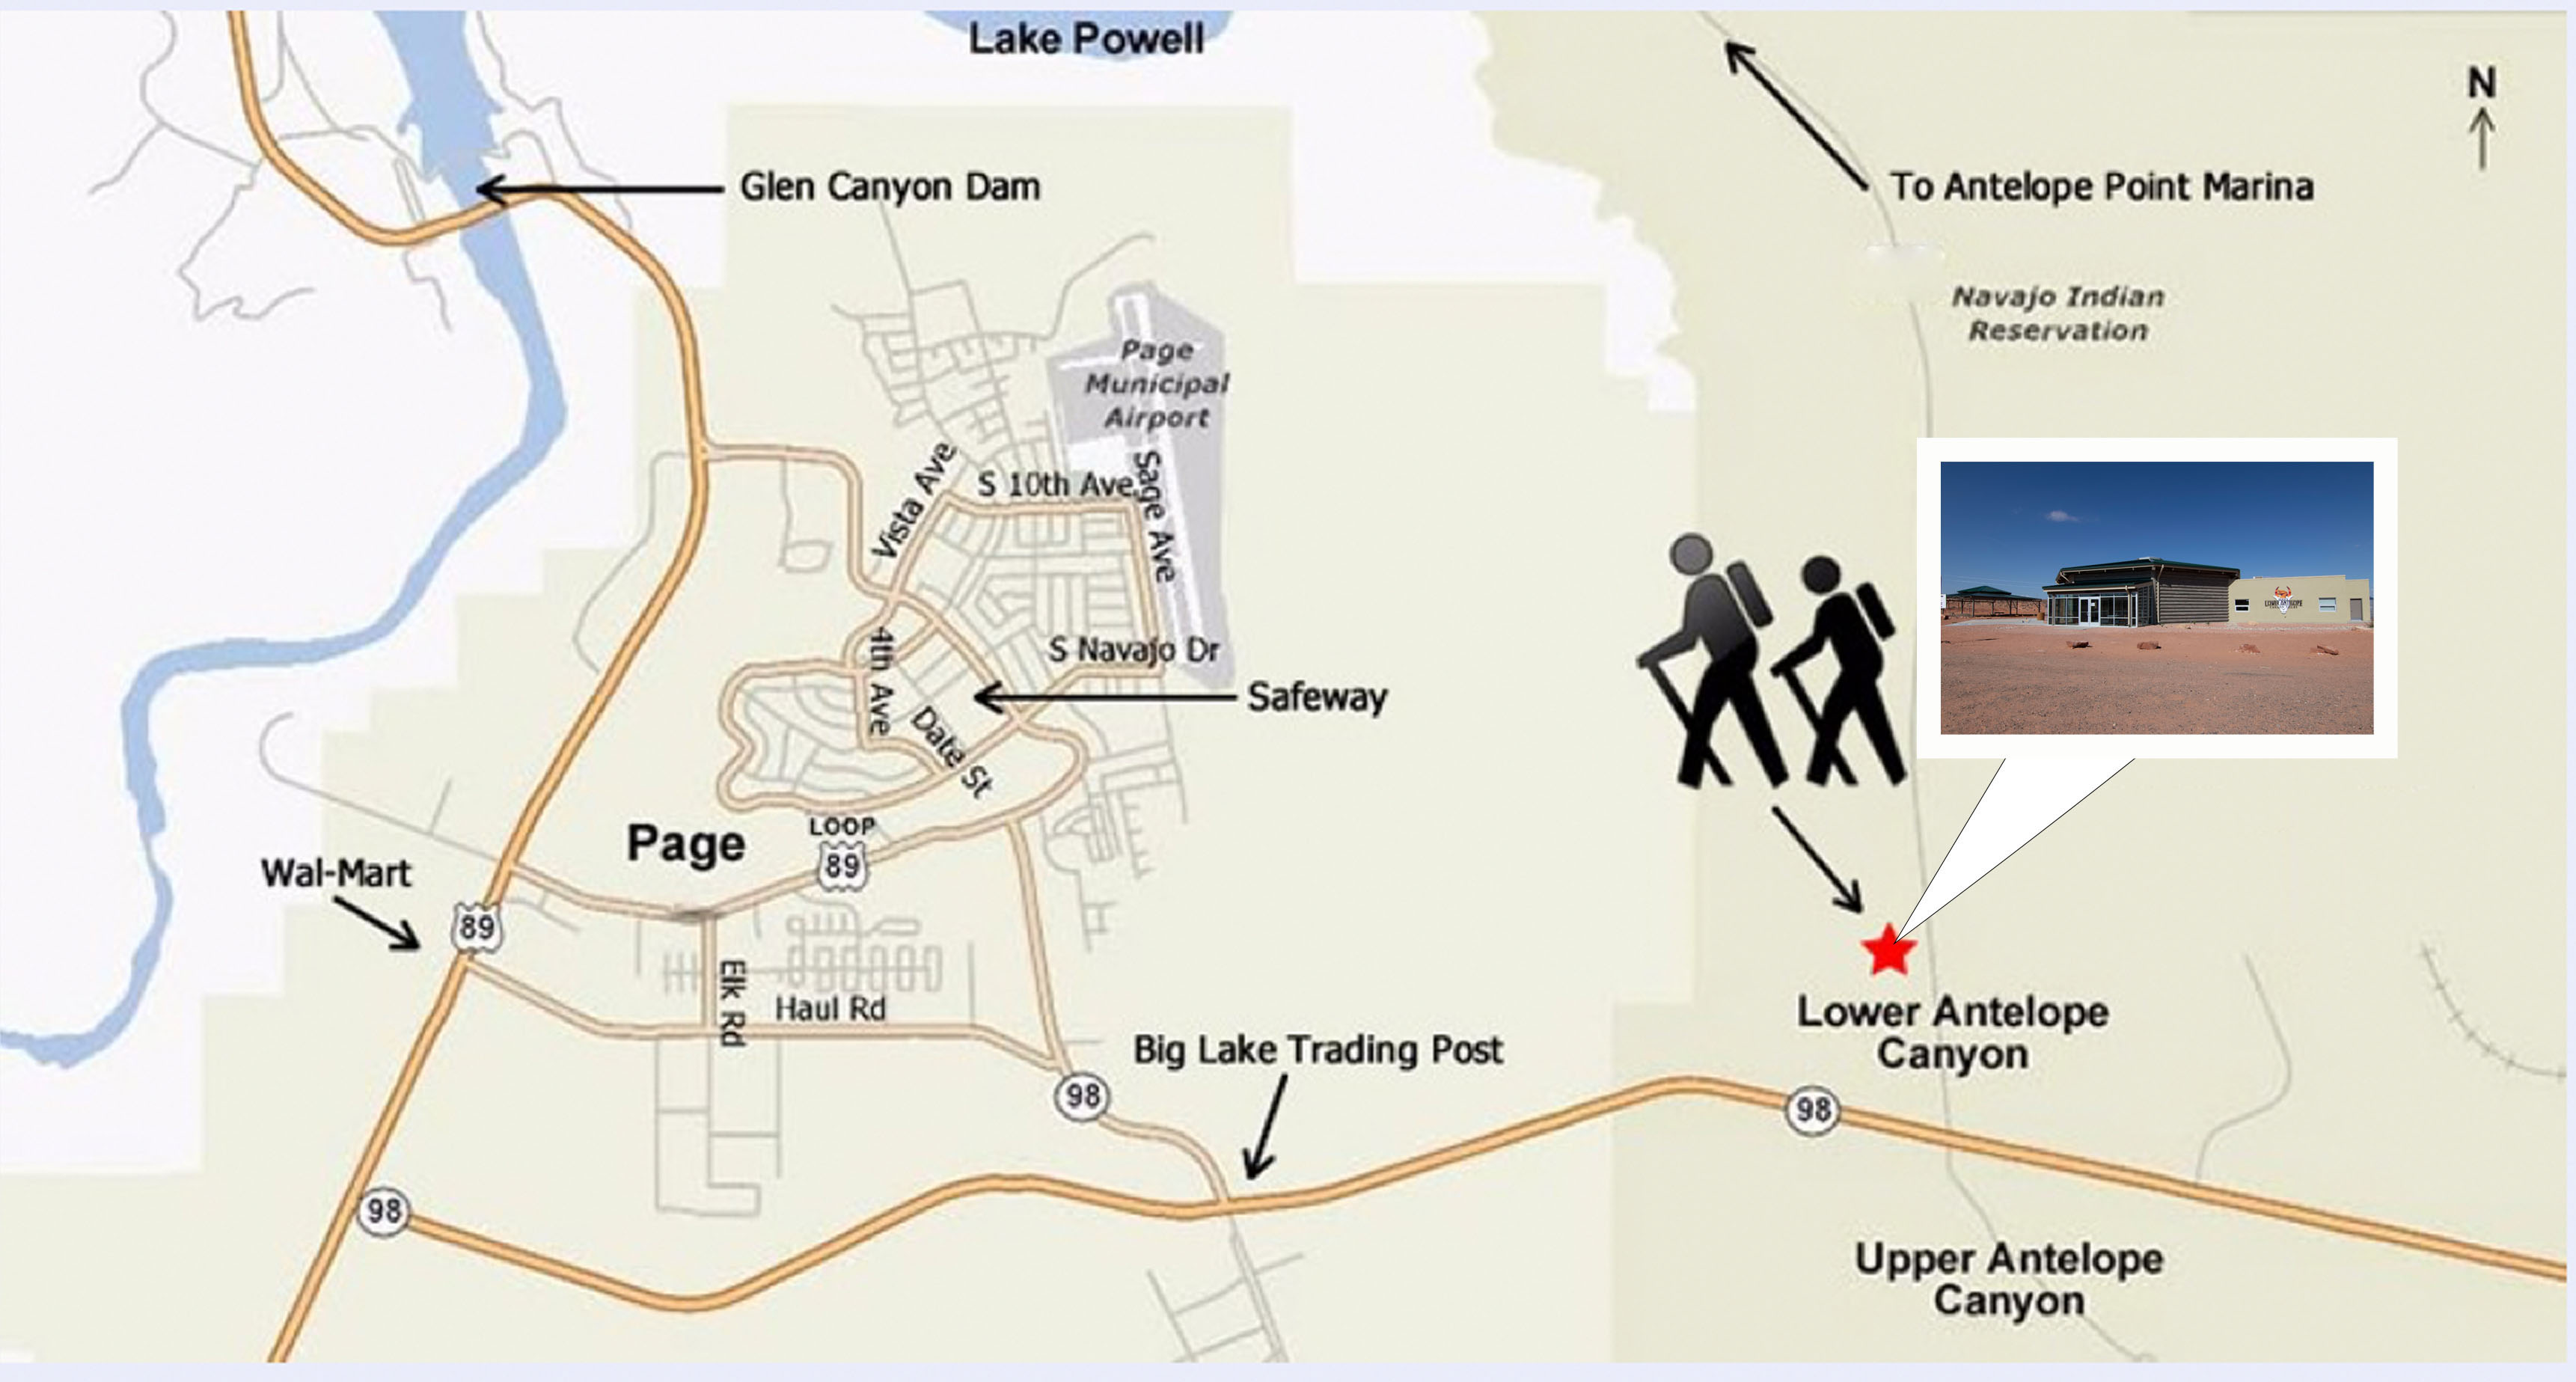 Lake Powell
N
Glen Canyon Dam
To Antelope Point Marina
Navajo Indian
Reservation
Page
Municipal
Airport
Vista Ave
S 10th Ave
Sage Ave
4th Ave
S Navajo Dr
Safeway
Date St
Page
LOOP
89
Wal-Mart
89
Elk Rd
Haul Rd
Lower Antelope
Canyon
Big Lake Trading Post
98
98
98
Upper Antelope
Canyon